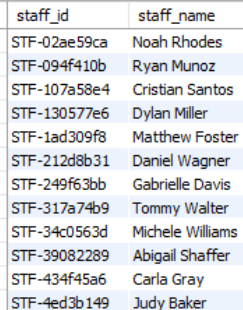 staff_id staff_name
STF-02ae59ca Noah Rhodes
STF-094f410b Ryan Munoz
STF-107a58e4 Cristian Santos
STF-130577e6 Dylan Miller
STF-1ad309f8 Matthew Foster
STF-212d8b31 Daniel Wagner
STF-249f63bb Gabrielle Davis
STF-317a74b9 Tommy Walter
STF-34c0563d Michele Williams
STF-39082289 Abigail Shaffer
STF-434f45a6 Carla Gray
STF-4ed3b149 Judy Baker